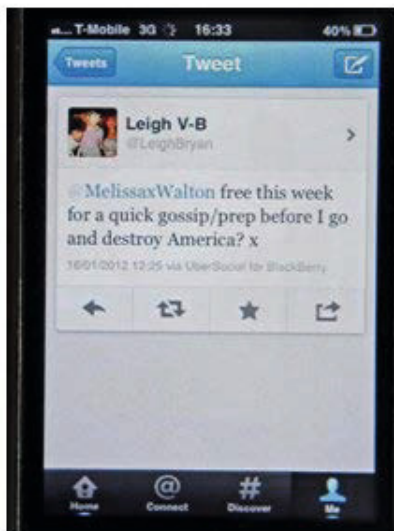 T-Mobile 3G 16:33 40%
Tweets Tweet
Leigh V-B
@LeighBryan
@MelissaxWalton free this week
for a quick gossip/prep before I go
and destroy America? x
16/01/2012 12:25 via UberSocial for BlackBerry
Home Connect Discover Me